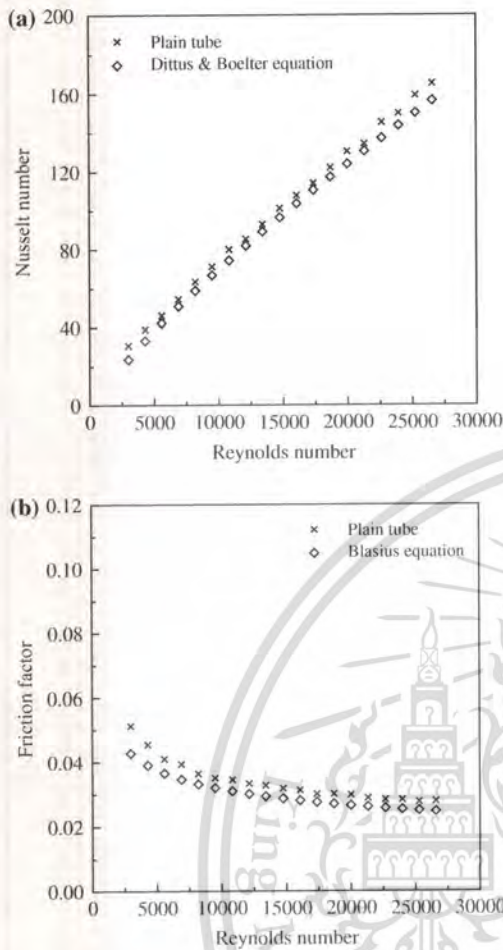 (a)
200
160
120
80
40
0
Nusselt number
× Plain tube
◇ Dittus & Boelter equation
0 5000 10000 15000 20000 25000 30000
Reynolds number
(b)
0.12
0.10
0.08
0.06
0.04
0.02
0.00
Friction factor
× Plain tube
◇ Blasius equation
0 5000 10000 15000 20000 25000 30000
Reynolds number
King